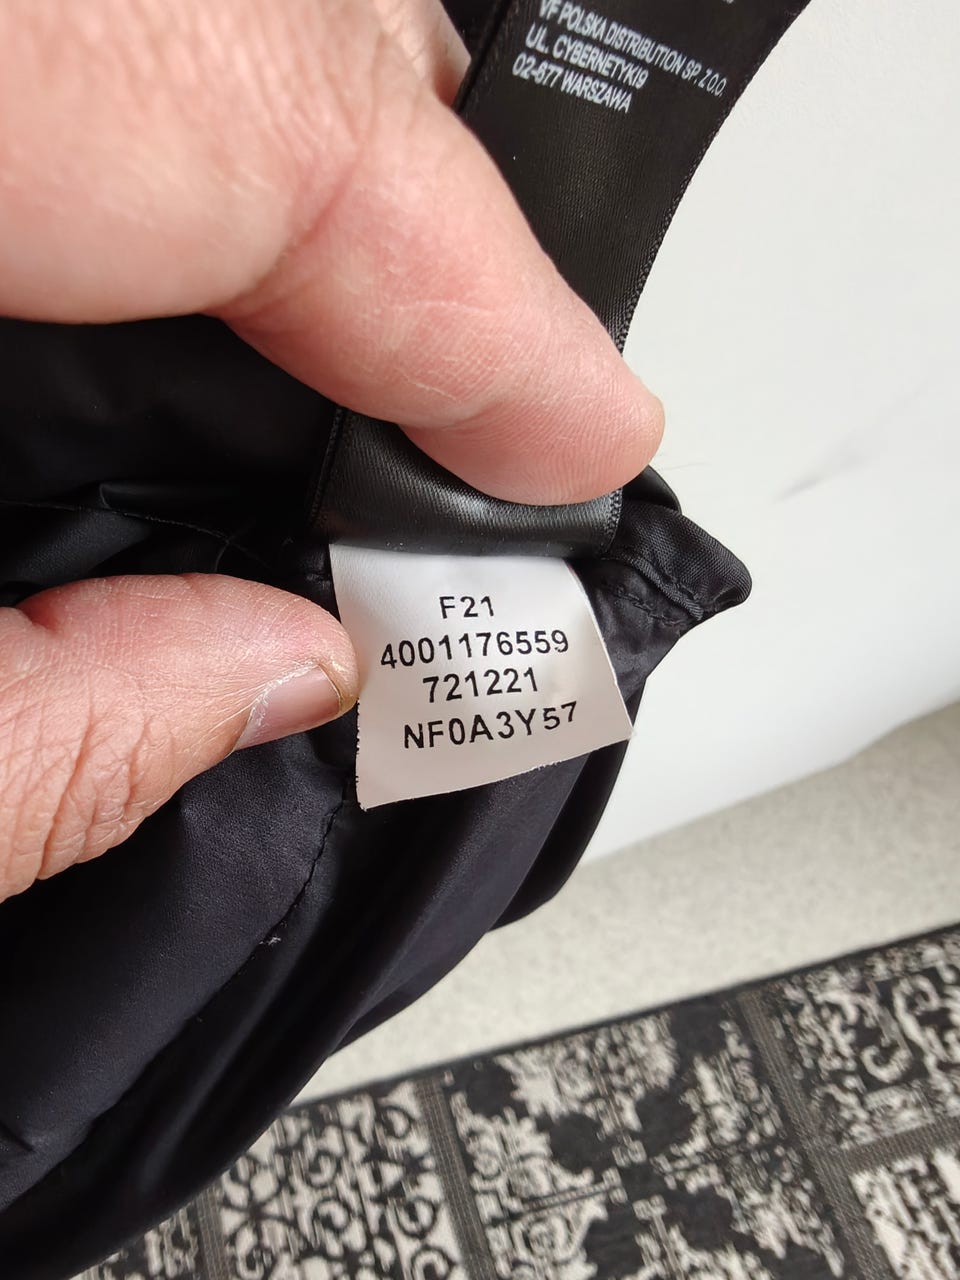 VF POLSKA DISTRIBUTION SP. Z O.O.
UL. CYBERNETYKI9
02-677 WARSZAWA
F21
4001176559
721221
NF0A3Y57